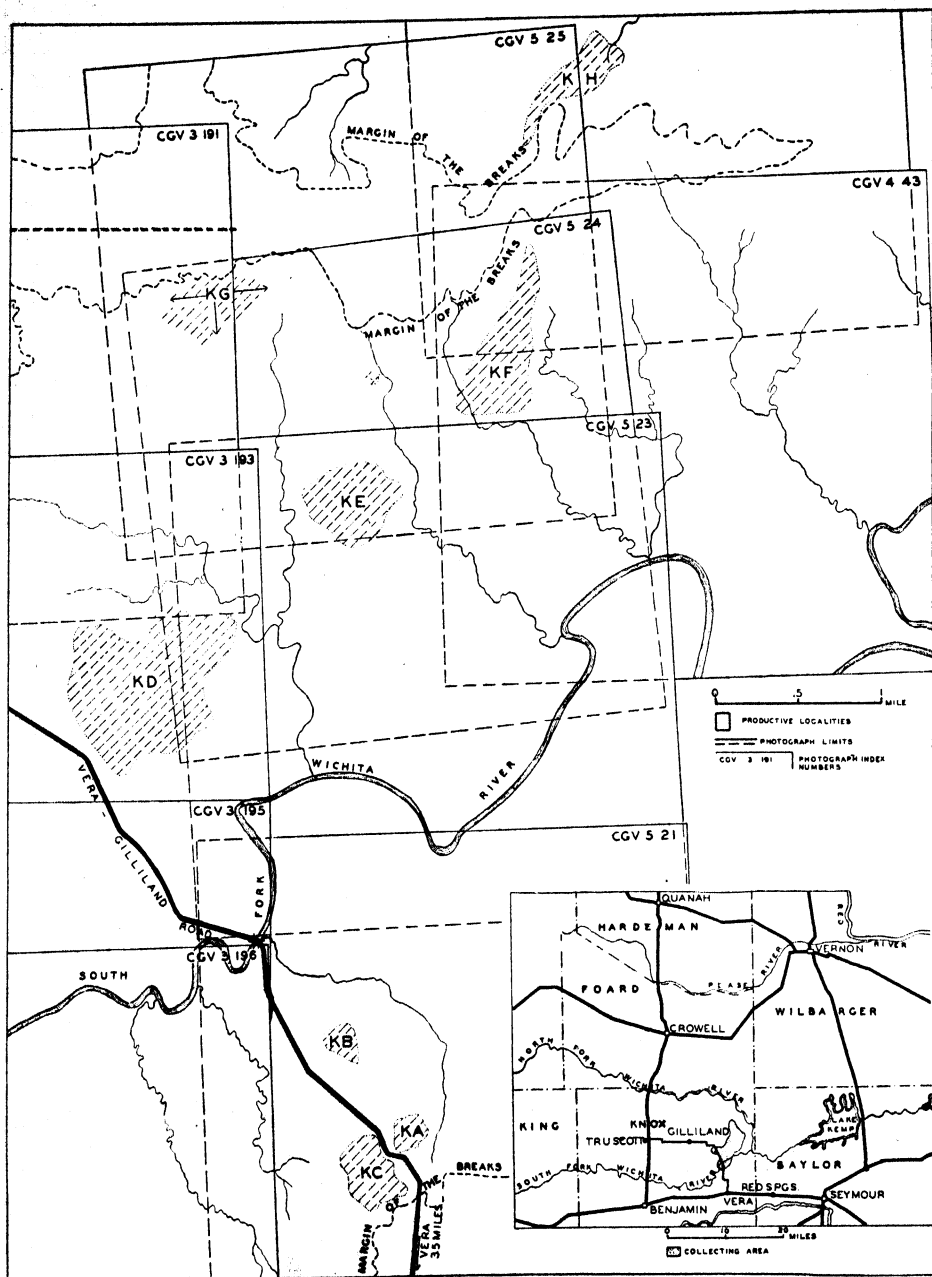 CGV 5 25
K H
CGV 3 191
MARGIN OF THE BREAKS
CGV 4 43
CGV 5 24
KG
MARGIN OF THE BREAKS
KF
CGV 5 23
CGV 3 193
KE
KD
0 .5 1 MILE
PRODUCTIVE LOCALITIES
PHOTOGRAPH LIMITS
CGV 3 191 PHOTOGRAPH INDEX
NUMBERS
WICHITA RIVER
VERA-GILLILAND ROAD
CGV 3 195
CGV 5 21
FORK
CGV 3 196
SOUTH
KB
KA
KC
MARGIN OF THE BREAKS
VERA
35 MILES
QUANAH
HARDEMAN
RED RIVER
VERNON
PEASE RIVER
FOARD
WILBARGER
CROWELL
NORTH FORK WICHITA RIVER
KING
KNOX
GILLILAND
TRUSCOTT
LAKE
KEMP
BAYLOR
SOUTH FORK WICHITA RIVER
RED SPGS.
VERA
SEYMOUR
BENJAMIN
0 10 20
MILES
COLLECTING AREA